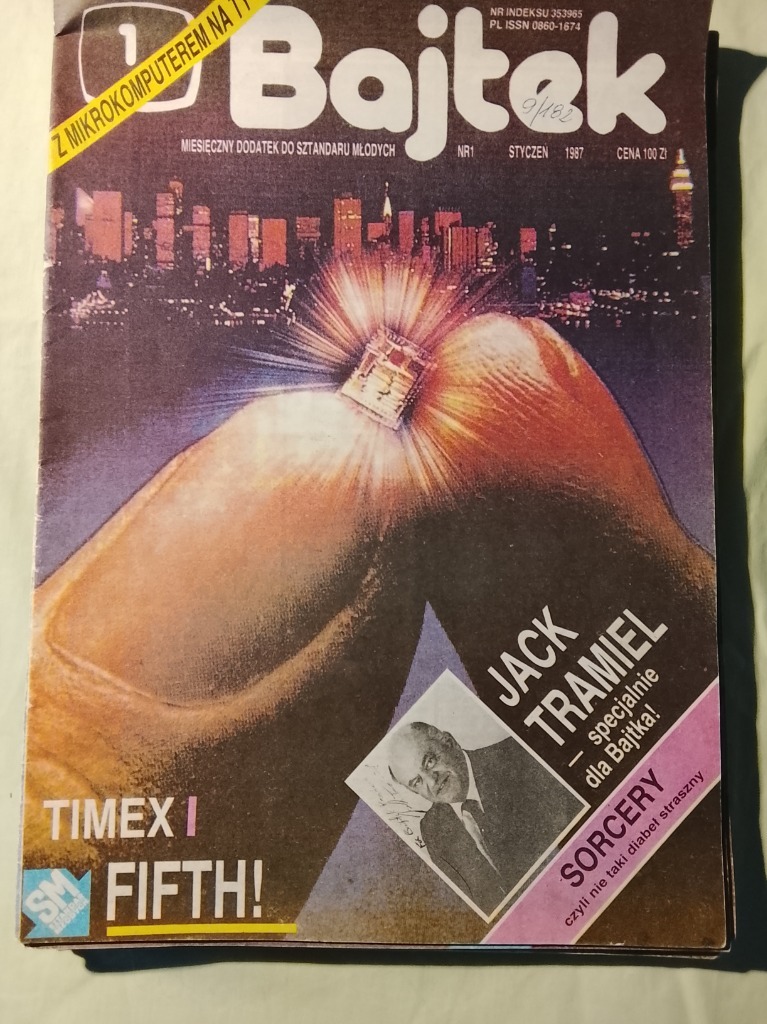 NR INDEKSU 353965
PL ISSN 0860-1674
1
Z MIKROKOMPUTEREM NA TY
Bajtek
9/182
MIESIĘCZNY DODATEK DO SZTANDARU MŁODYCH NR1 STYCZEŃ 1987 CENA 100 Zł
JACK
TRAMIEL
— specjalnie
dla Bajtka!
SORCERY
czyli nie taki diabeł straszny
TIMEX I
FIFTH!
SM